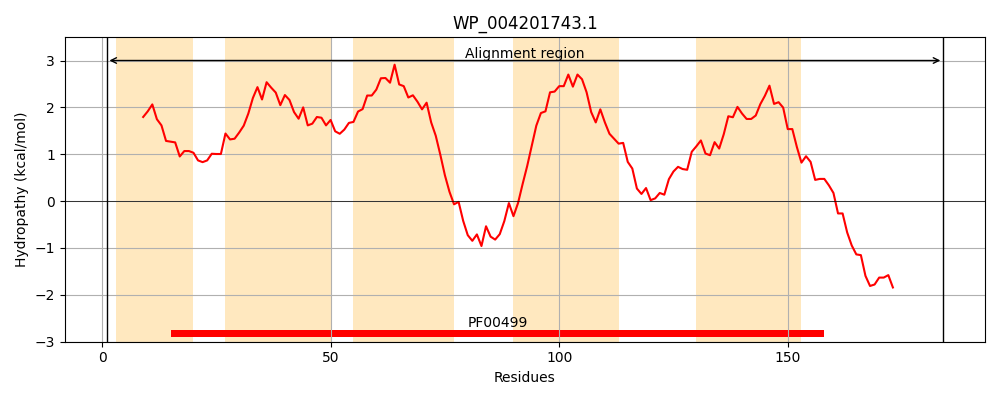 WP_004201743.1
Alignment region
3
2
1
0
−1
−2
−3
Hydropathy (kcal/mol)
PF00499
0 50 100 150
Residues